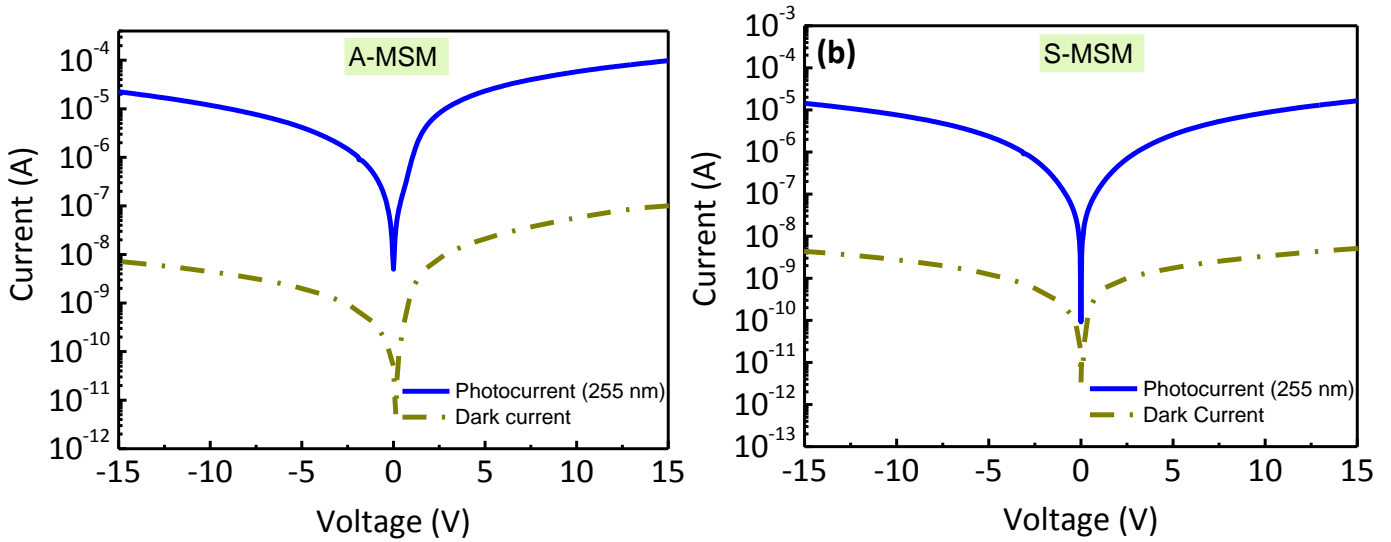 A-MSM
10^-4
10^-5
10^-6
10^-7
10^-8
10^-9
10^-10
10^-11
10^-12
Current (A)
Photocurrent (255 nm)
Dark current
-15 -10 -5 0 5 10 15
Voltage (V)
(b)
S-MSM
10^-3
10^-4
10^-5
10^-6
10^-7
10^-8
10^-9
10^-10
10^-11
10^-12
10^-13
Current (A)
Photocurrent (255 nm)
Dark Current
-15 -10 -5 0 5 10 15
Voltage (V)